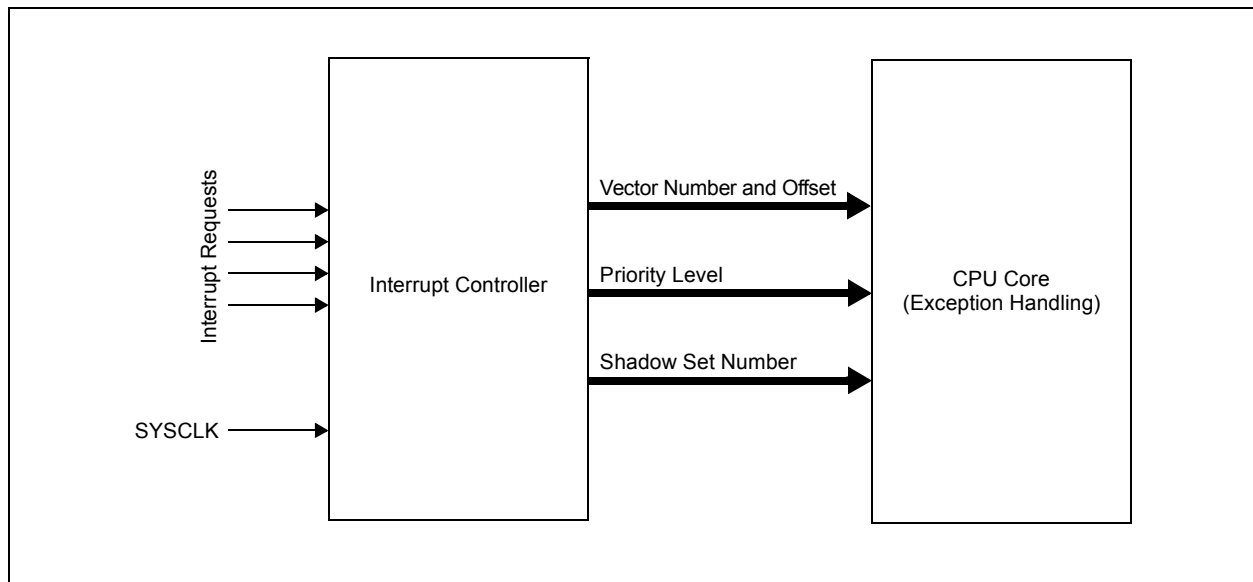 Interrupt Requests
SYSCLK
Interrupt Controller
Vector Number and Offset
Priority Level
Shadow Set Number
CPU Core
(Exception Handling)